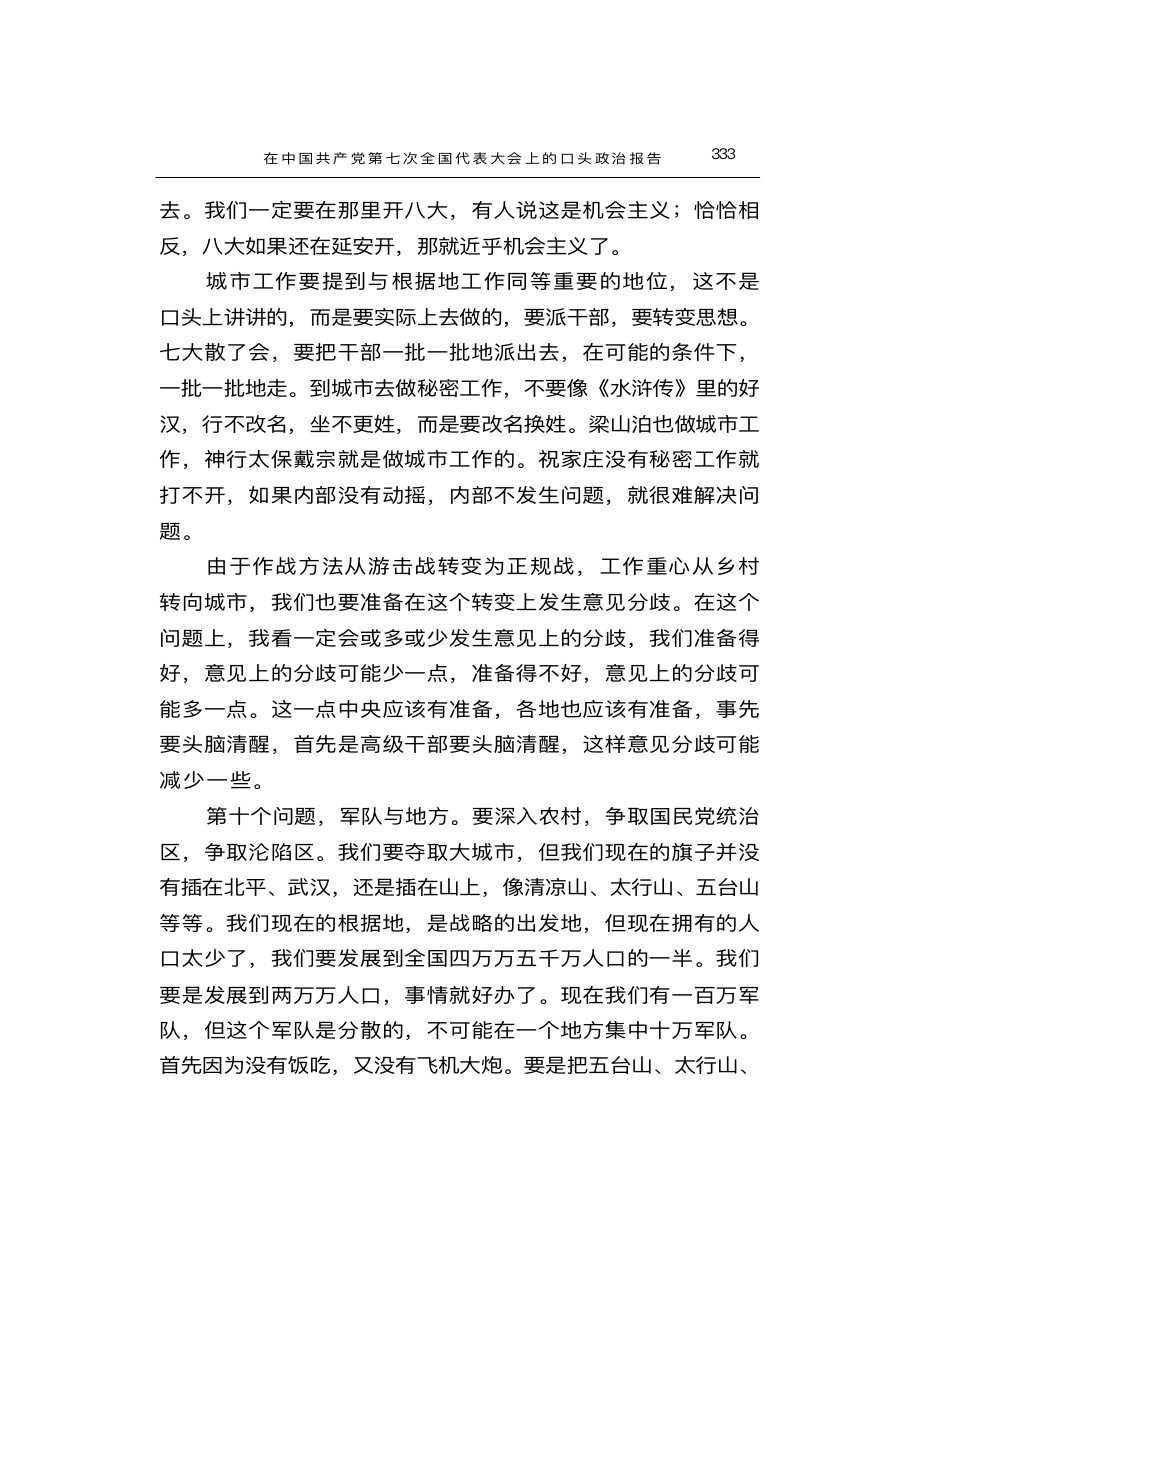 在中国共产党第七次全国代表大会上的口头政治报告 333
去。我们一定要在那里开八大，有人说这是机会主义；恰恰相
反，八大如果还在延安开，那就近乎机会主义了。
城市工作要提到与根据地工作同等重要的地位，这不是
口头上讲讲的，而是要实际上去做的，要派干部，要转变思想。
七大散了会，要把干部一批一批地派出去，在可能的条件下，
一批一批地走。到城市去做秘密工作，不要像《水浒传》里的好
汉，行不改名，坐不更姓，而是要改名换姓。梁山泊也做城市工
作，神行太保戴宗就是做城市工作的。祝家庄没有秘密工作就
打不开，如果内部没有动摇，内部不发生问题，就很难解决问
题。
由于作战方法从游击战转变为正规战，工作重心从乡村
转向城市，我们也要准备在这个转变上发生意见分歧。在这个
问题上，我看一定会或多或少发生意见上的分歧，我们准备得
好，意见上的分歧可能少一点，准备得不好，意见上的分歧可
能多一点。这一点中央应该有准备，各地也应该有准备，事先
要头脑清醒，首先是高级干部要头脑清醒，这样意见分歧可能
减少一些。
第十个问题，军队与地方。要深入农村，争取国民党统治
区，争取沦陷区。我们要夺取大城市，但我们现在的旗子并没
有插在北平、武汉，还是插在山上，像清凉山、太行山、五台山
等等。我们现在的根据地，是战略的出发地，但现在拥有的人
口太少了，我们要发展到全国四万万五千万人口的一半。我们
要是发展到两万万人口，事情就好办了。现在我们有一百万军
队，但这个军队是分散的，不可能在一个地方集中十万军队。
首先因为没有饭吃，又没有飞机大炮。要是把五台山、太行山、